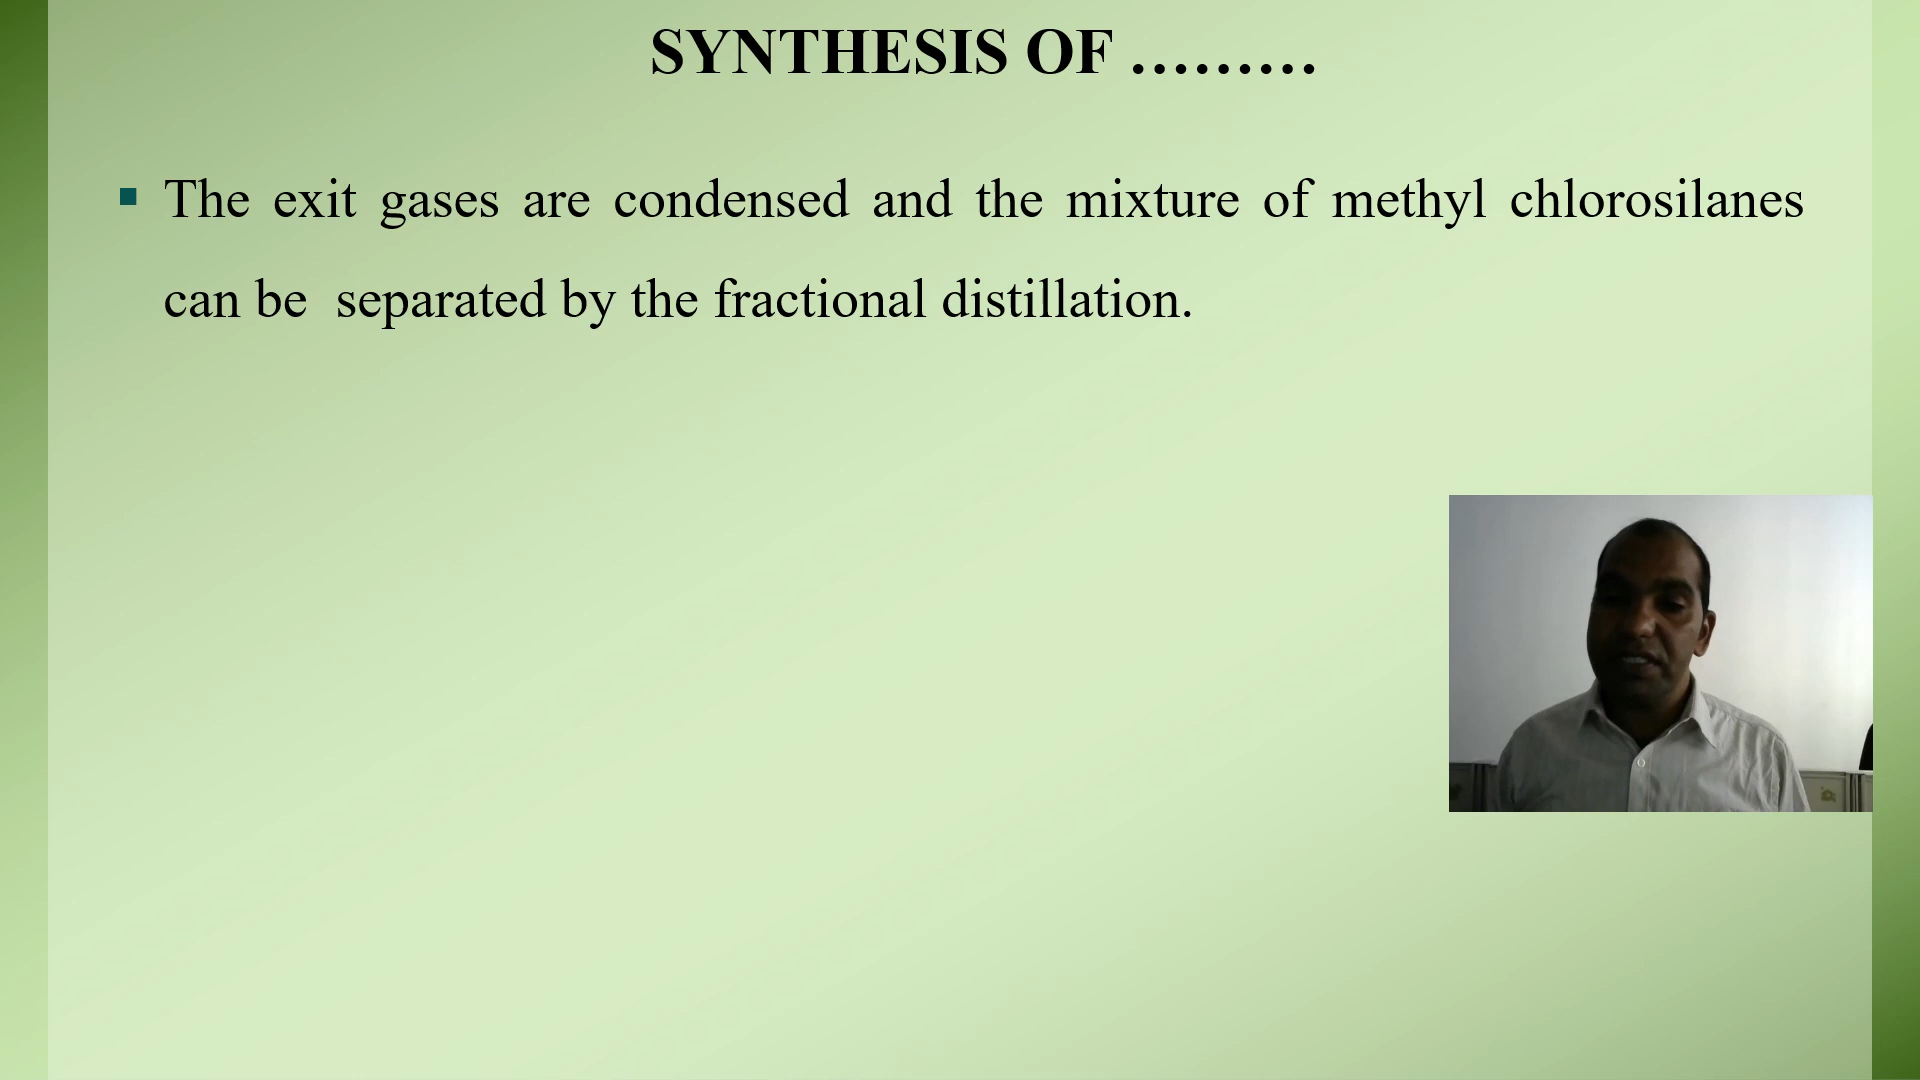 SYNTHESIS OF ………
▪ The exit gases are condensed and the mixture of methyl chlorosilanes
can be  separated by the fractional distillation.